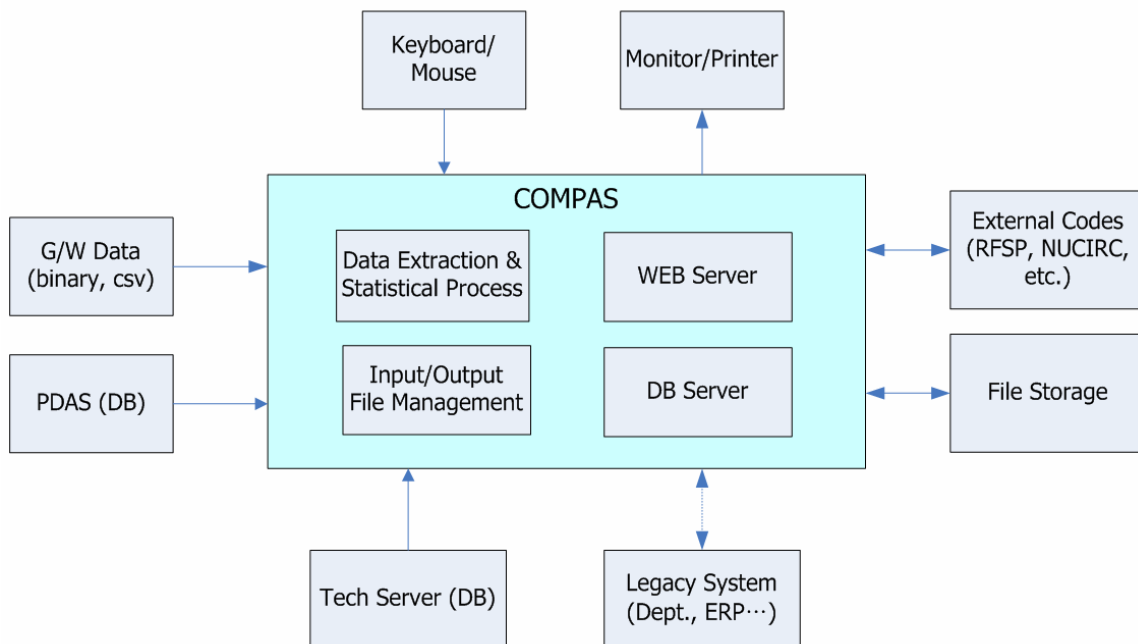 Keyboard/
Mouse
Monitor/Printer
COMPAS
G/W Data
(binary, csv)
Data Extraction &
Statistical Process
WEB Server
External Codes
(RFSP, NUCIRC,
etc.)
PDAS (DB)
Input/Output
File Management
DB Server
File Storage
Tech Server (DB)
Legacy System
(Dept., ERP⋯)